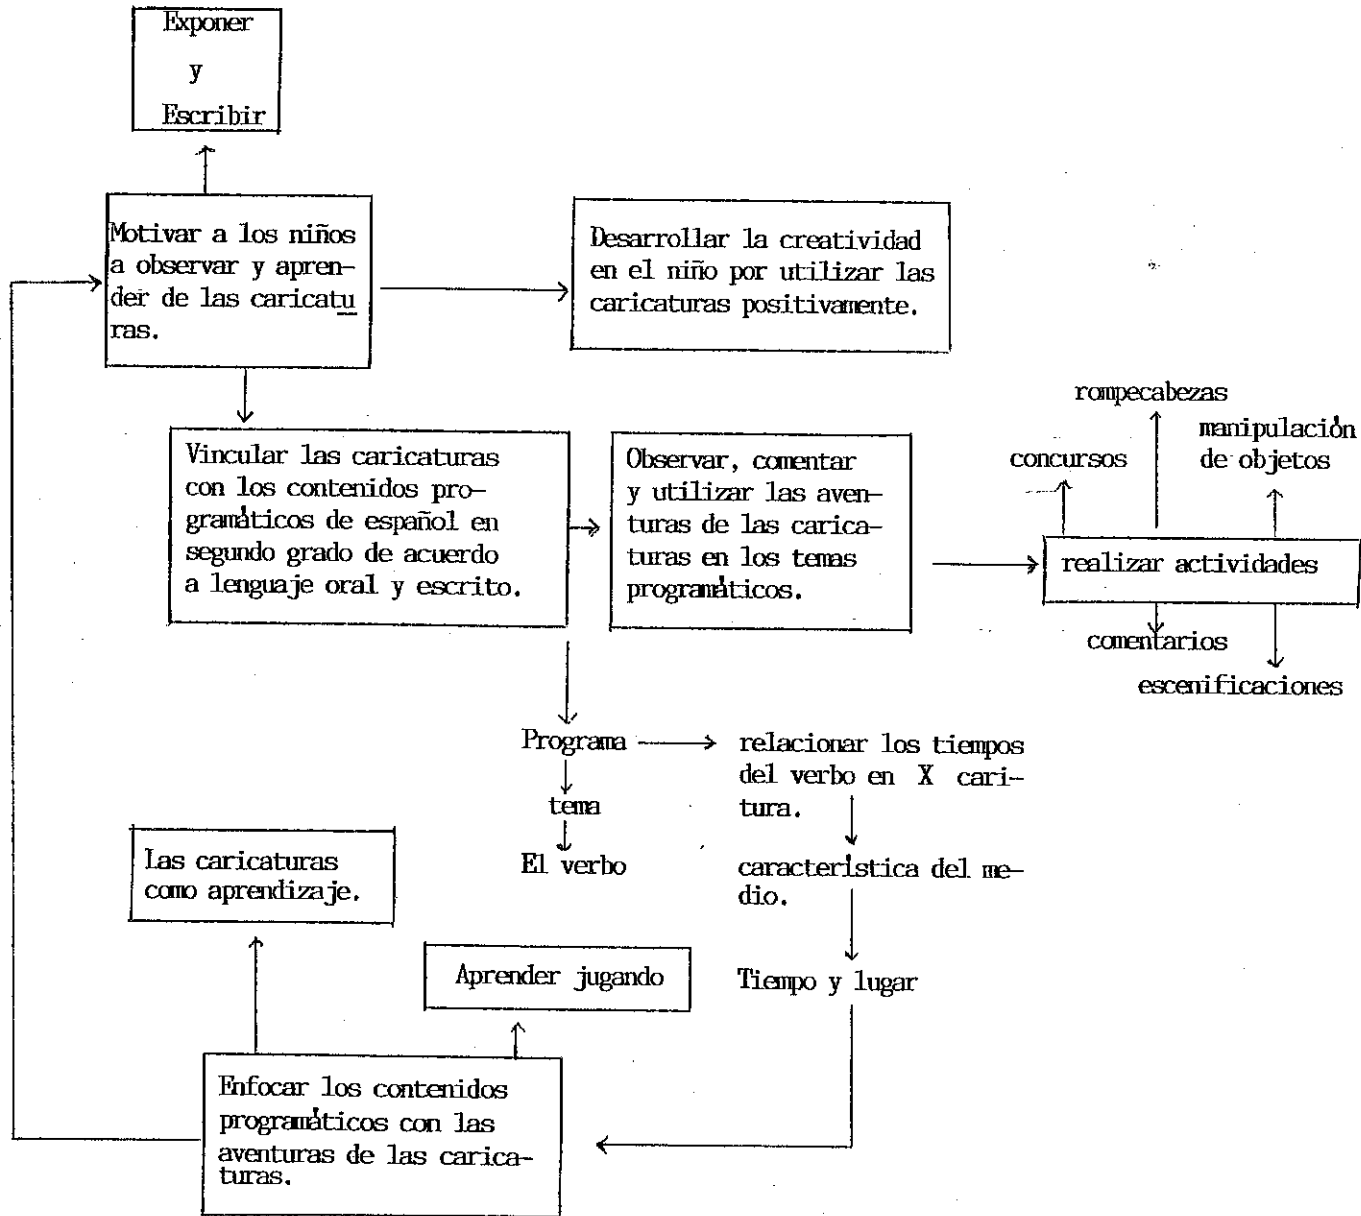 Exponer
y
Escribir
Motivar a los niños
a observar y apren-
der de las caricatu
ras.
Desarrollar la creatividad
en el niño por utilizar las
caricaturas positivamente.
Vincular las caricaturas
con los contenidos pro-
gramáticos de español en
segundo grado de acuerdo
a lenguaje oral y escrito.
Observar, comentar
y utilizar las aven-
turas de las carica-
turas en los temas
programáticos.
rompecabezas
concursos
manipulación
de objetos
realizar actividades
comentarios
escenificaciones
Programa
relacionar los tiempos
del verbo en X cari-
tura.
tema
El verbo
característica del me-
dio.
Tiempo y lugar
Las caricaturas
como aprendizaje.
Aprender jugando
Enfocar los contenidos
programáticos con las
aventuras de las carica-
turas.